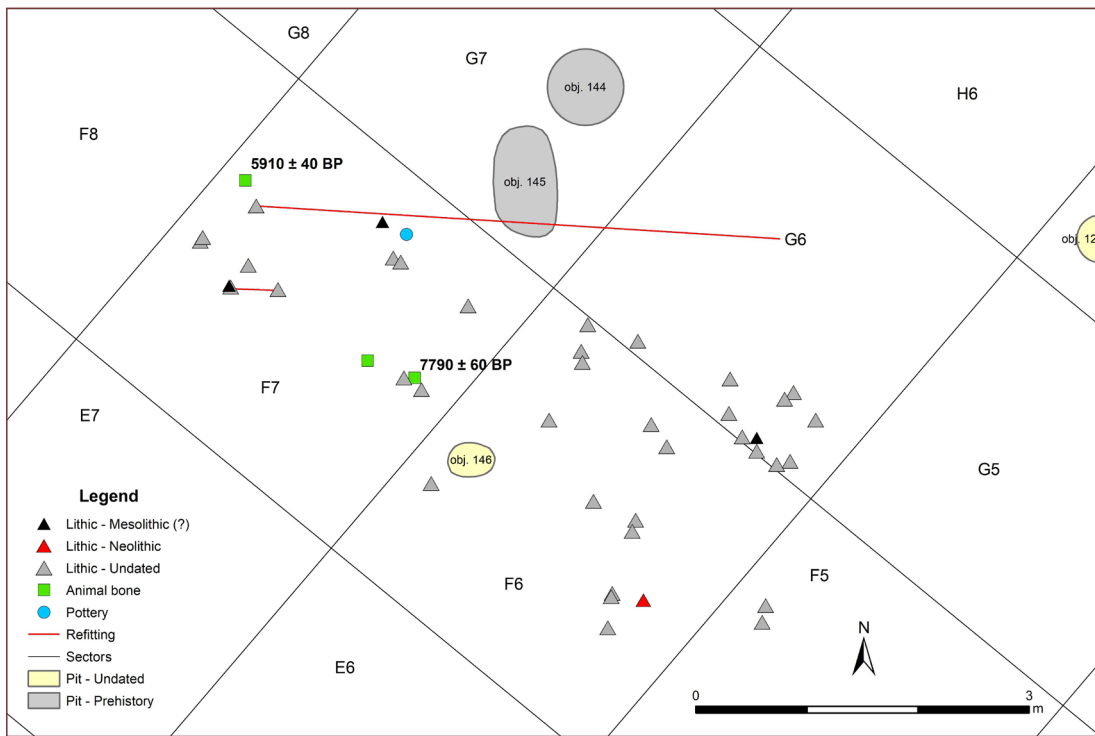 G8
G7
obj. 144
H6
F8
5910 ± 40 BP
obj. 145
G6
obj. 12
7790 ± 60 BP
F7
E7
obj. 146
G5
Legend
Lithic - Mesolithic (?)
Lithic - Neolithic
Lithic - Undated
Animal bone
Pottery
Refitting
Sectors
Pit - Undated
Pit - Prehistory
F6
F5
E6
N
0
3
m